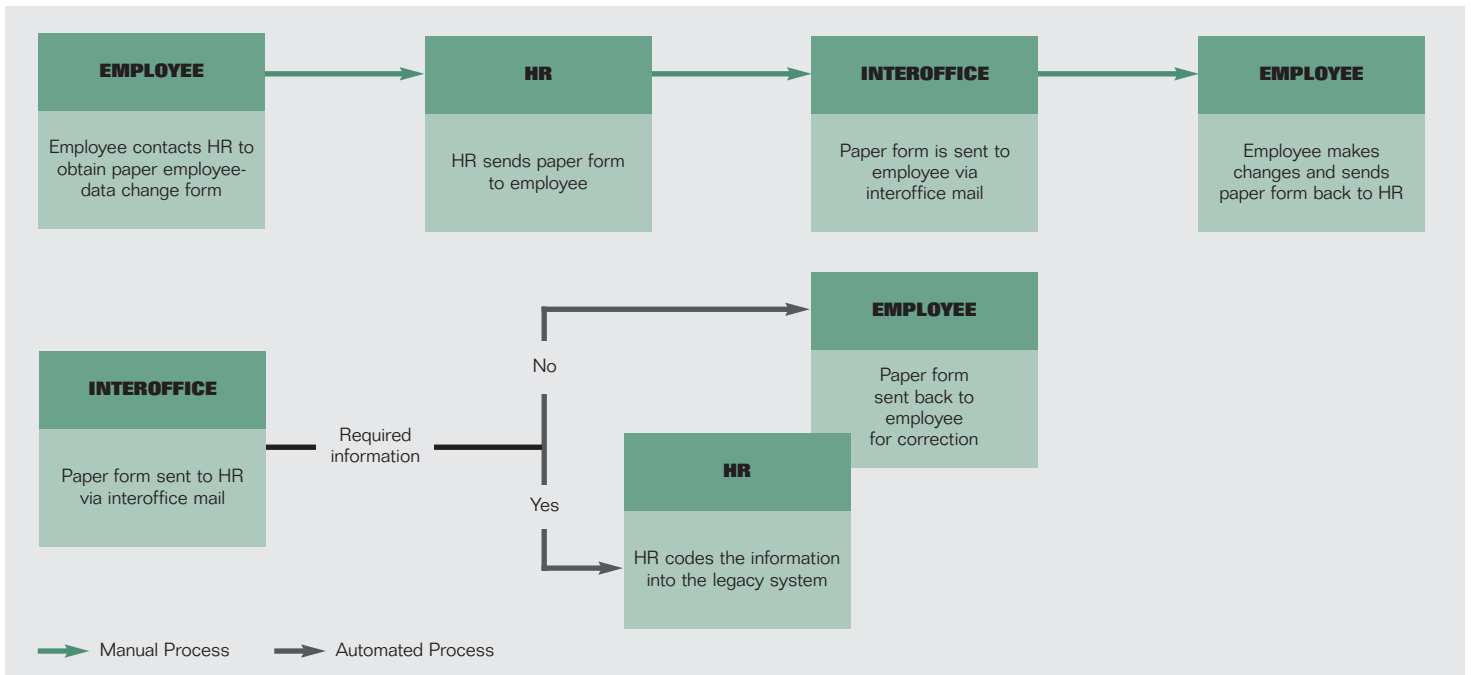 EMPLOYEE
Employee contacts HR to
obtain paper employee-
data change form
HR
HR sends paper form
to employee
INTEROFFICE
Paper form is sent to
employee via
interoffice mail
EMPLOYEE
Employee makes
changes and sends
paper form back to HR
INTEROFFICE
Paper form sent to HR
via interoffice mail
Required
information
No
EMPLOYEE
Paper form
sent back to
employee
for correction
Yes
HR
HR codes the information
into the legacy system
Manual Process
Automated Process